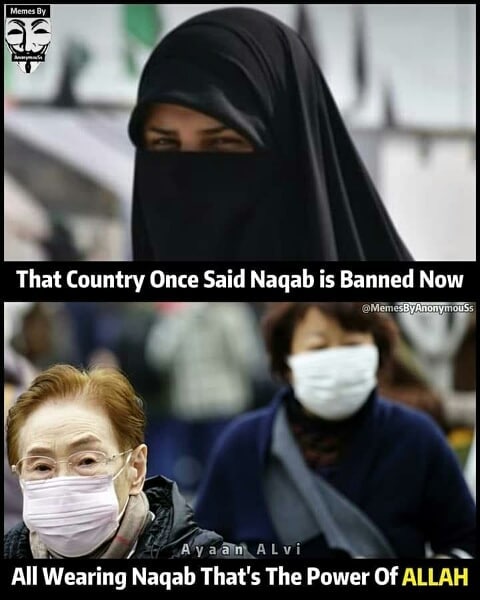 Memes By
AnonymouSs
That Country Once Said Naqab is Banned Now
@MemesByAnonymouSs
Ayaan ALvi
All Wearing Naqab That's The Power Of ALLAH